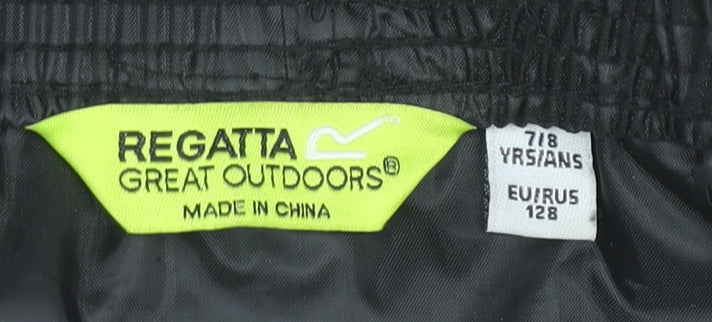 REGATTA
GREAT OUTDOORS®
MADE IN CHINA
7/8
YRS/ANS
EU/RUS
128